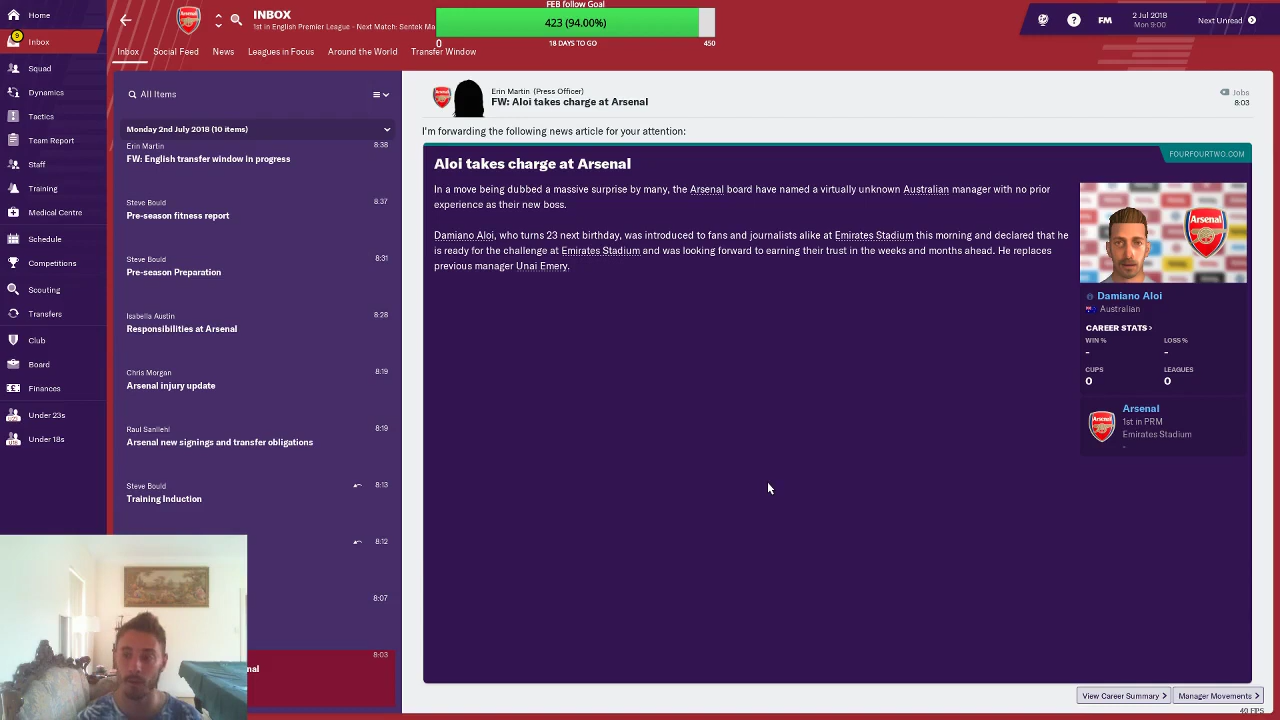 Home
INBOX
1st in English Premier League - Next Match: Sentek Ma
FEB follow Goal
423 (94.00%)
0
18 DAYS TO GO
450
FM
2 Jul 2018
Mon 9:00
Next Unread
9
Inbox
Squad
Dynamics
Tactics
Team Report
Staff
Training
Medical Centre
Schedule
Competitions
Scouting
Transfers
Club
Board
Finances
Under 23s
Under 18s
Inbox
Social Feed
News
Leagues in Focus
Around the World
Transfer Window
All Items
Monday 2nd July 2018 (10 items)
Erin Martin
8:38
FW: English transfer window in progress
Steve Bould
8:37
Pre-season fitness report
Steve Bould
8:31
Pre-season Preparation
Isabella Austin
8:28
Responsibilities at Arsenal
Chris Morgan
8:19
Arsenal injury update
Raul Sanllehi
8:19
Arsenal new signings and transfer obligations
Steve Bould
8:13
Training Induction
8:12
8:07
8:03
nal
Erin Martin (Press Officer)
FW: Aloi takes charge at Arsenal
Jobs
8:03
I'm forwarding the following news article for your attention:
Aloi takes charge at Arsenal
FOURFOURTWO.COM
In a move being dubbed a massive surprise by many, the Arsenal board have named a virtually unknown Australian manager with no prior
experience as their new boss.
Damiano Aloi, who turns 23 next birthday, was introduced to fans and journalists alike at Emirates Stadium this morning and declared that he
is ready for the challenge at Emirates Stadium and was looking forward to earning their trust in the weeks and months ahead. He replaces
previous manager Unai Emery.
Arsenal
Damiano Aloi
Australian
CAREER STATS >
WIN %
LOSS %
-
-
CUPS
LEAGUES
0
0
Arsenal
1st in PRM
Emirates Stadium
-
View Career Summary >
Manager Movements >
40 FPS